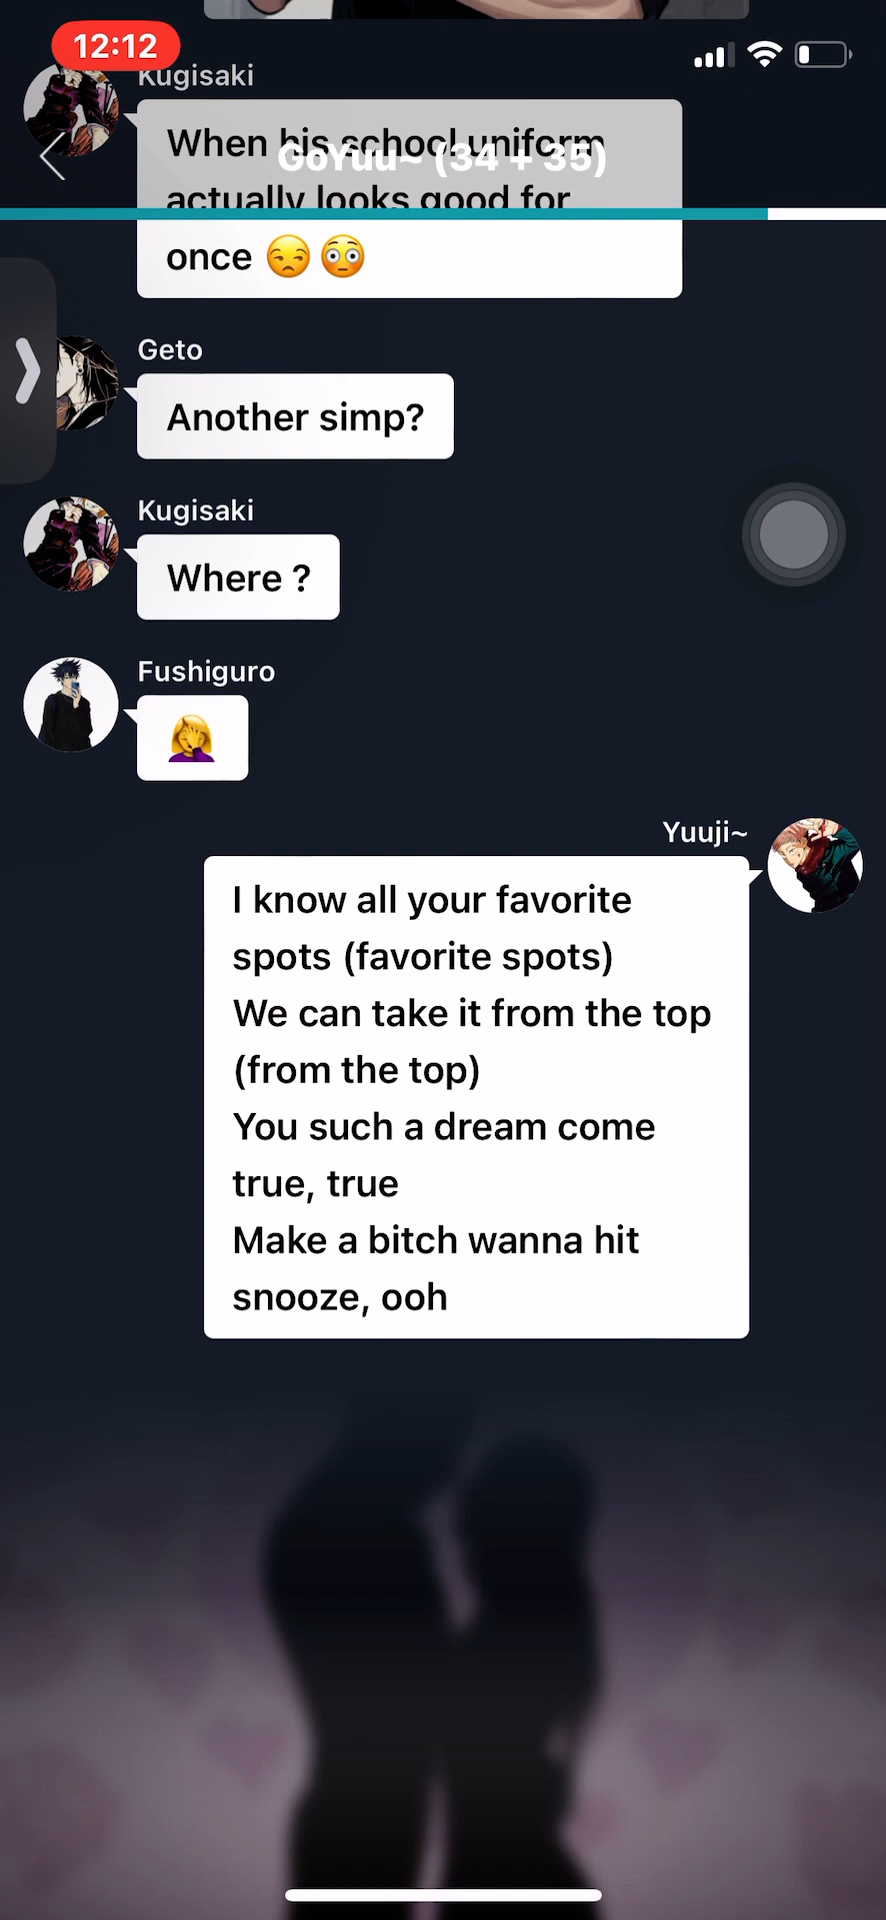 12:12
Kugisaki
GoYuu~ (34 + 35)
When his school uniform
actually looks good for
once 😒😳
Geto
Another simp?
Kugisaki
Where ?
Fushiguro
🤦‍♀️
Yuuji~
I know all your favorite
spots (favorite spots)
We can take it from the top
(from the top)
You such a dream come
true, true
Make a bitch wanna hit
snooze, ooh